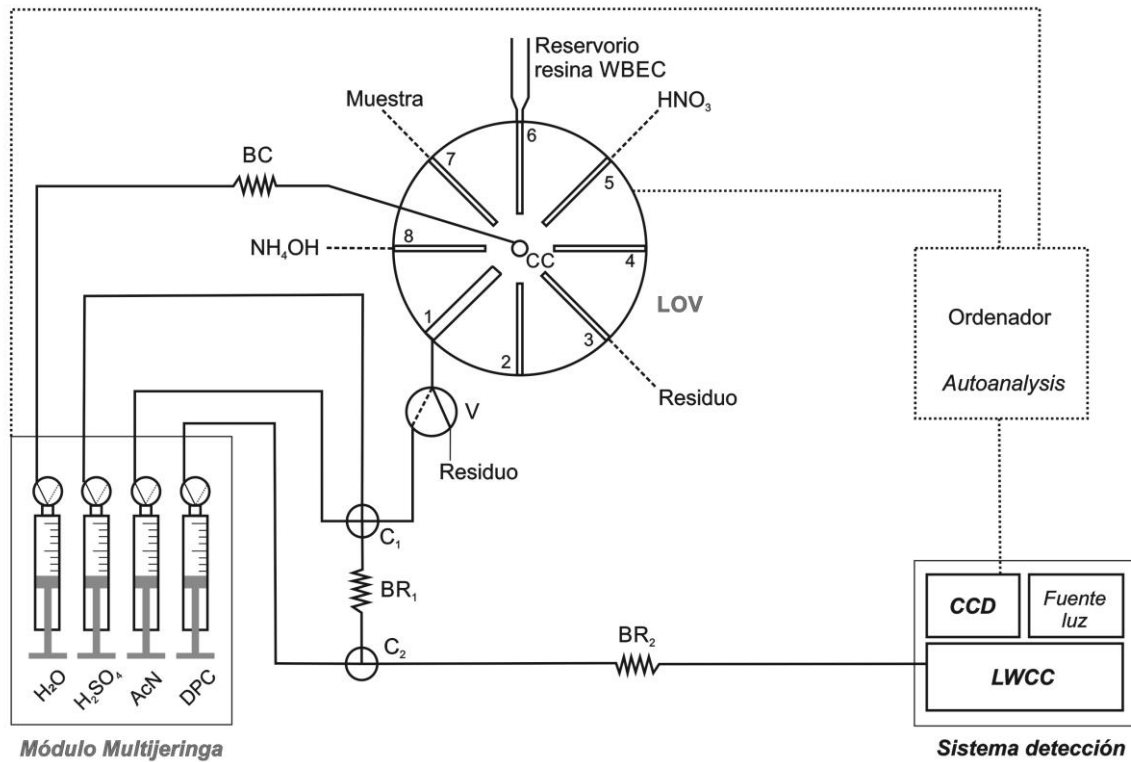 Reservorio
resina WBEC
Muestra
HNO₃
BC
6
7
5
NH₄OH
8
CC
4
LOV
1
2
3
Ordenador
Autoanalysis
V
Residuo
Residuo
C₁
BR₁
C₂
BR₂
CCD
Fuente
luz
LWCC
H₂O
H₂SO₄
AcN
DPC
Módulo Multijeringa
Sistema detección